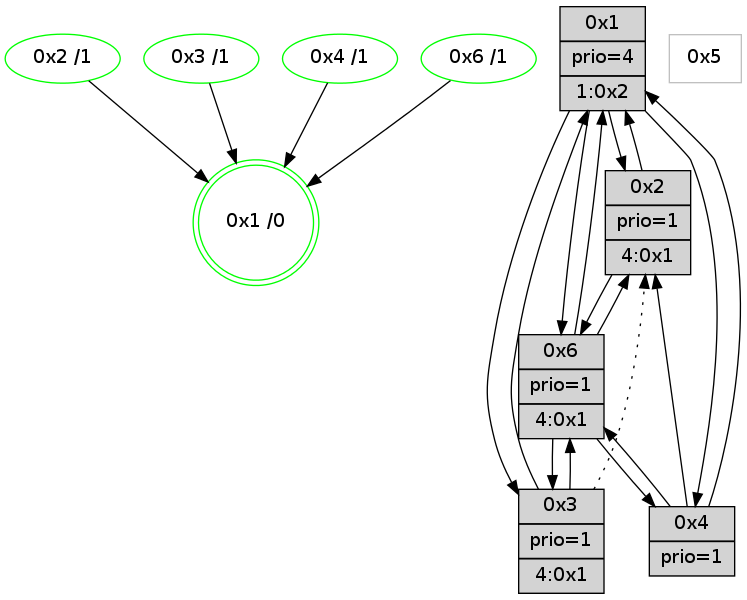 0x2 /1
0x3 /1
0x4 /1
0x6 /1
0x1 /0
0x1
prio=4
1:0x2
0x5
0x2
prio=1
4:0x1
0x6
prio=1
4:0x1
0x3
prio=1
4:0x1
0x4
prio=1